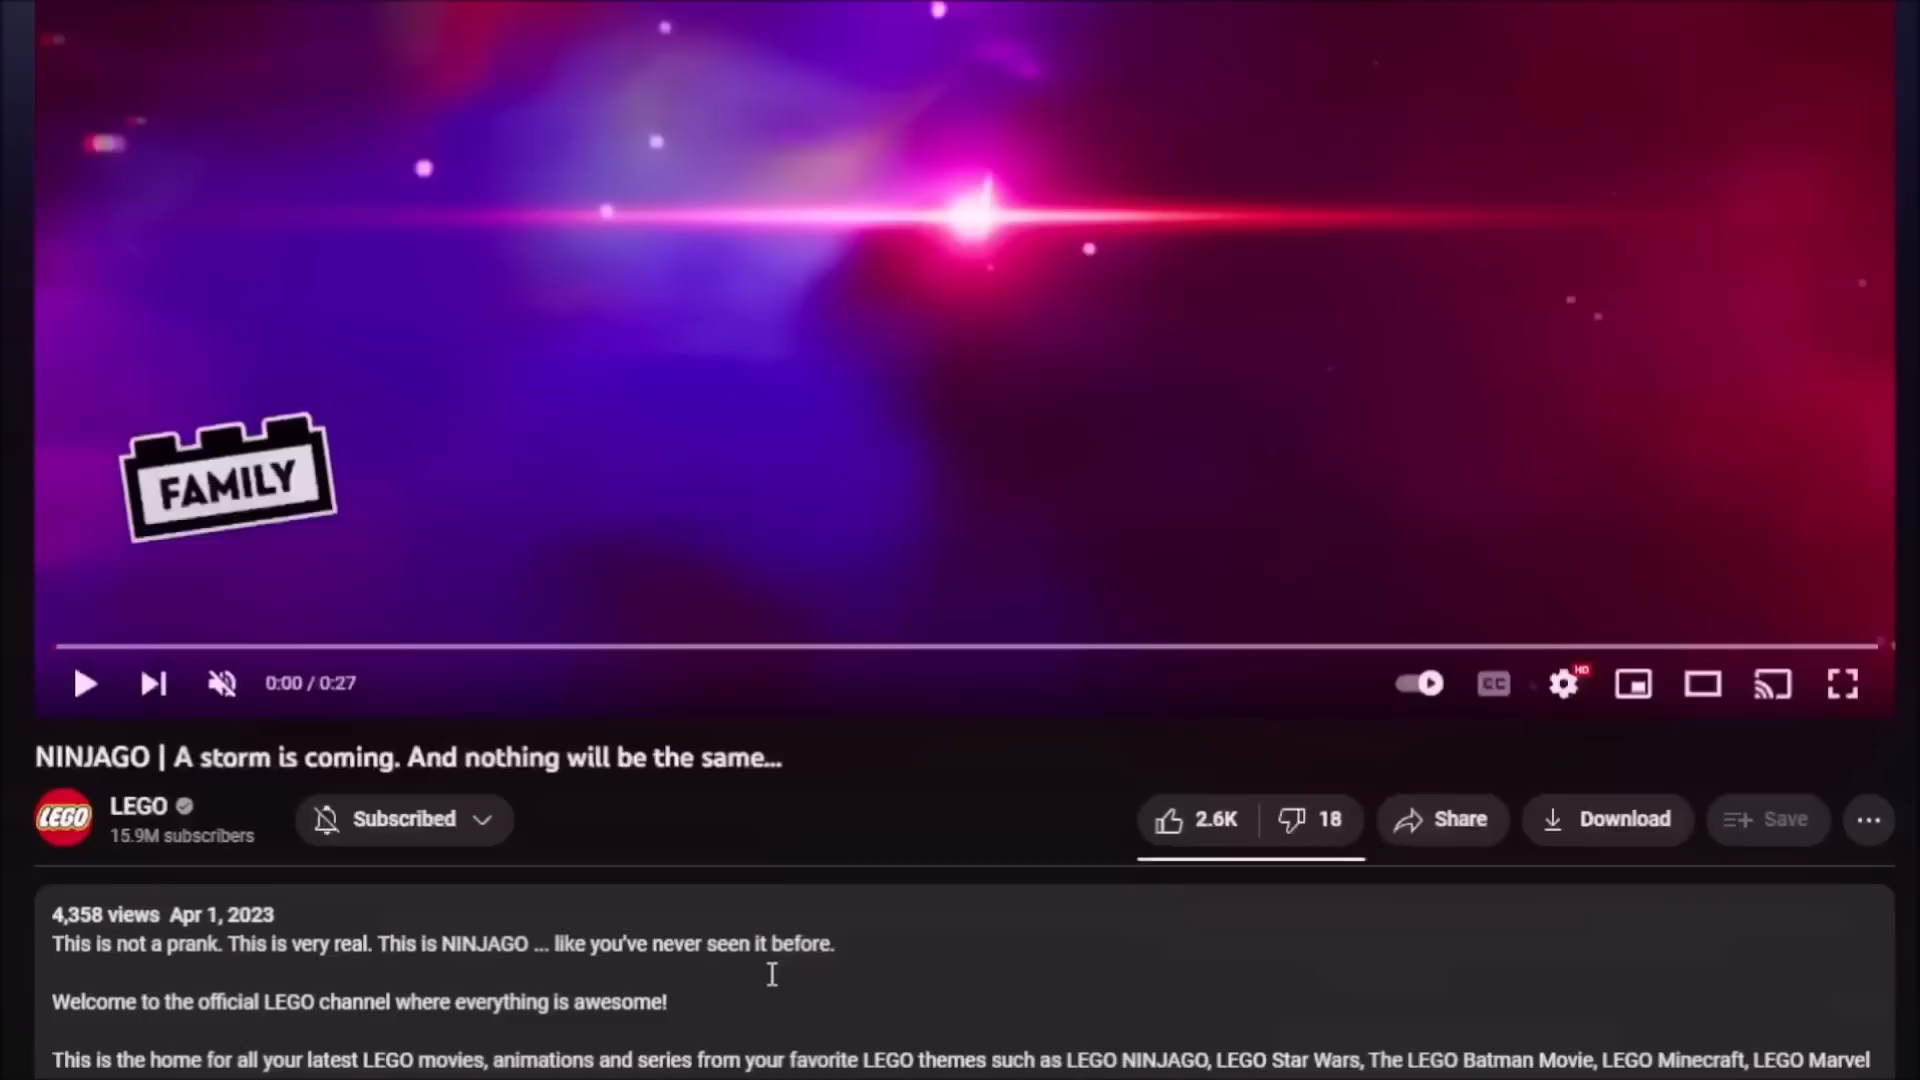 FAMILY
0:00 / 0:27
CC
HD
NINJAGO | A storm is coming. And nothing will be the same...
LEGO
LEGO
15.9M subscribers
Subscribed
2.6K
18
Share
Download
Save
4,358 views Apr 1, 2023
This is not a prank. This is very real. This is NINJAGO ... like you've never seen it before.
Welcome to the official LEGO channel where everything is awesome!
This is the home for all your latest LEGO movies, animations and series from your favorite LEGO themes such as LEGO NINJAGO, LEGO Star Wars, The LEGO Batman Movie, LEGO Minecraft, LEGO Marvel